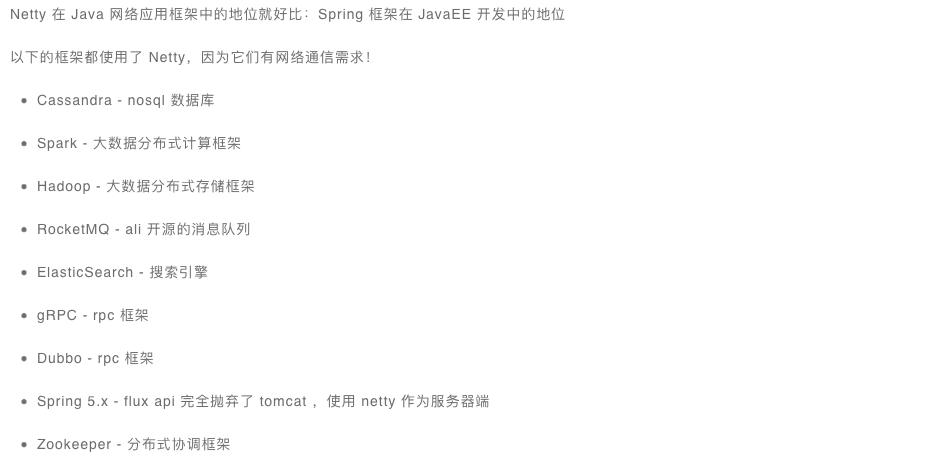 Netty 在 Java 网络应用框架中的地位就好比：Spring 框架在 JavaEE 开发中的地位
以下的框架都使用了 Netty，因为它们有网络通信需求！
• Cassandra - nosql 数据库
• Spark - 大数据分布式计算框架
• Hadoop - 大数据分布式存储框架
• RocketMQ - ali 开源的消息队列
• ElasticSearch - 搜索引擎
• gRPC - rpc 框架
• Dubbo - rpc 框架
• Spring 5.x - flux api 完全抛弃了 tomcat ，使用 netty 作为服务器端
• Zookeeper - 分布式协调框架